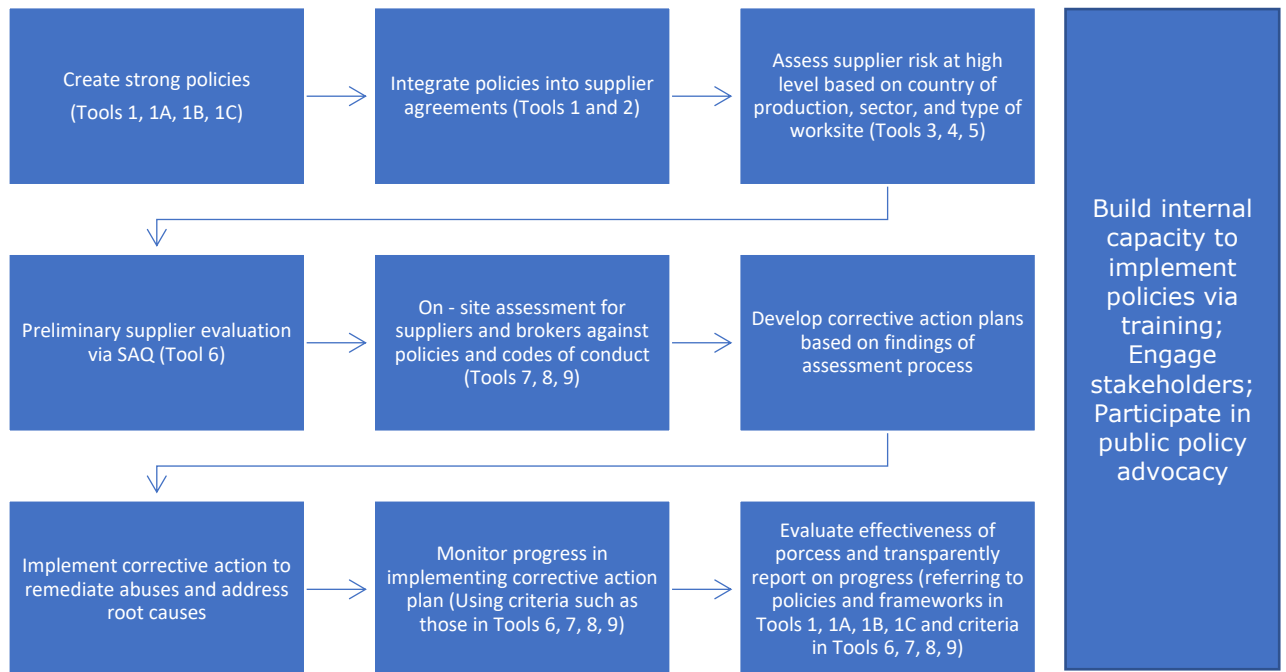 Create strong policies
(Tools 1, 1A, 1B, 1C)
Integrate policies into supplier
agreements (Tools 1 and 2)
Assess supplier risk at high
level based on country of
production, sector, and type of
worksite (Tools 3, 4, 5)
Preliminary supplier evaluation
via SAQ (Tool 6)
On - site assessment for
suppliers and brokers against
policies and codes of conduct
(Tools 7, 8, 9)
Develop corrective action plans
based on findings of
assessment process
Implement corrective action to
remediate abuses and address
root causes
Monitor progress in
implementing corrective action
plan (Using criteria such as
those in Tools 6, 7, 8, 9)
Evaluate effectiveness of
porcess and transparently
report on progress (referring to
policies and frameworks in
Tools 1, 1A, 1B, 1C and criteria
in Tools 6, 7, 8, 9)
Build internal
capacity to
implement
policies via
training;
Engage
stakeholders;
Participate in
public policy
advocacy